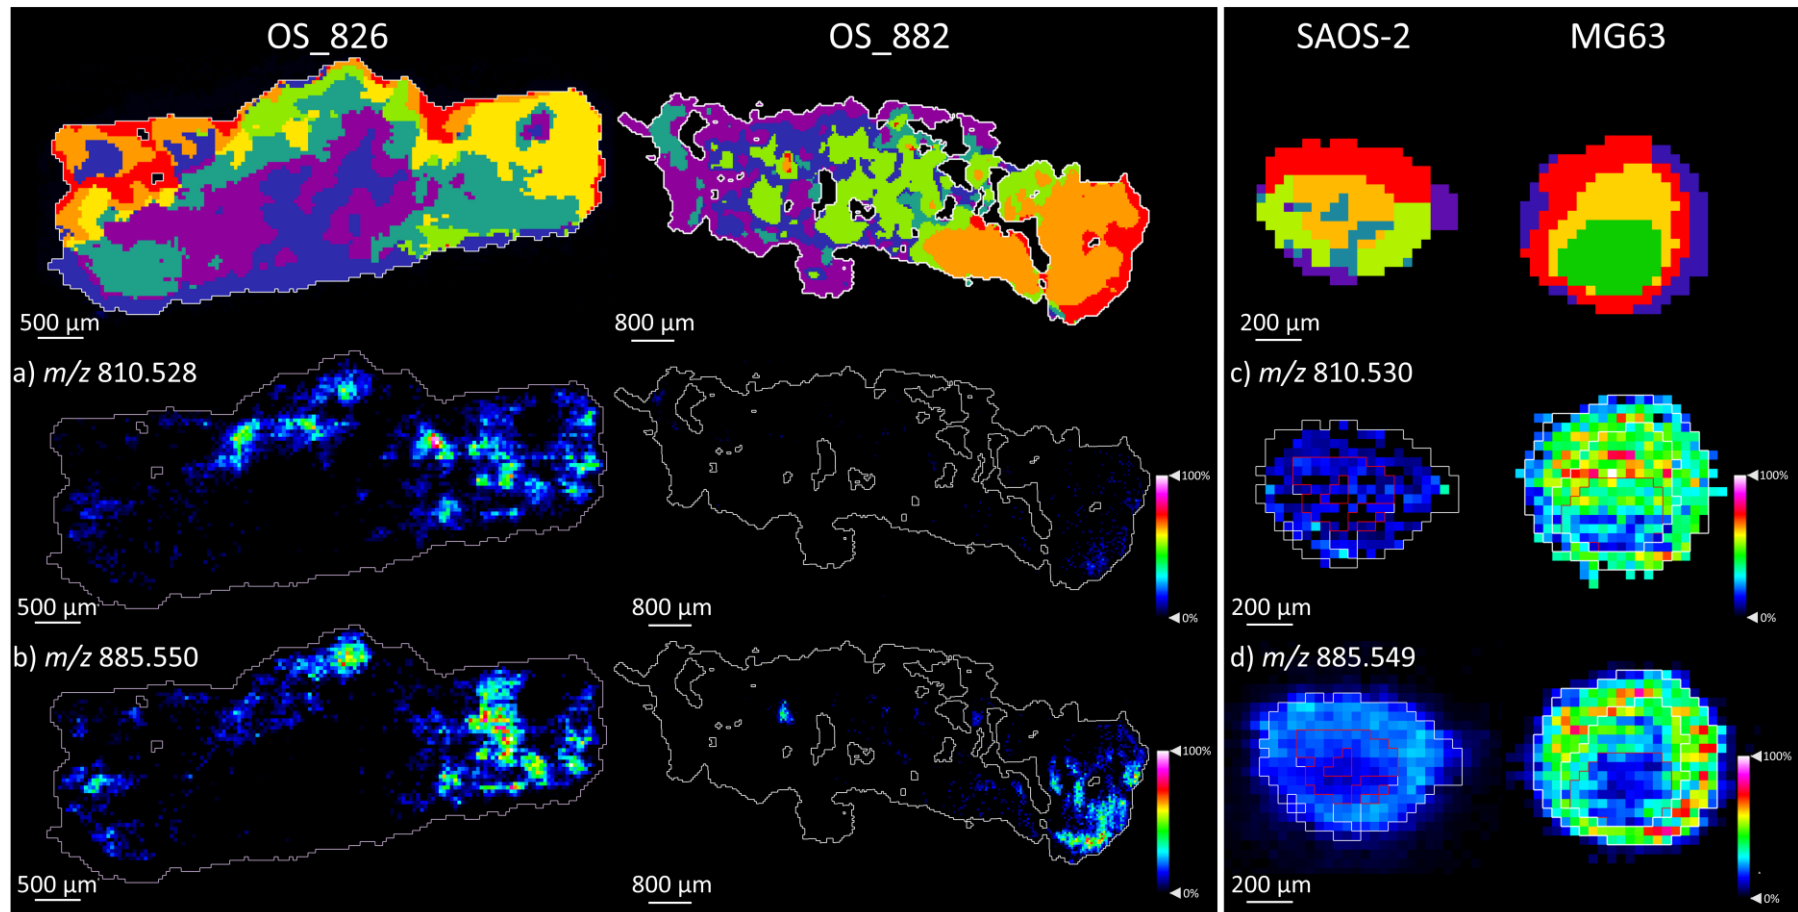 OS_826
OS_882
SAOS-2
MG63
500 µm
800 µm
200 µm
a) m/z 810.528
c) m/z 810.530
100%
0%
100%
0%
500 µm
800 µm
200 µm
b) m/z 885.550
d) m/z 885.549
100%
0%
100%
0%
500 µm
800 µm
200 µm